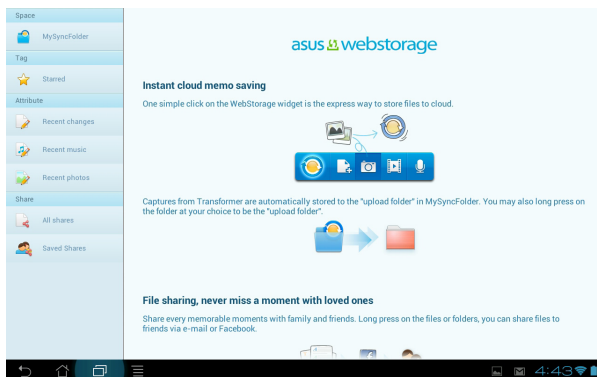 Space
MySyncFolder
Tag
Starred
Attribute
Recent changes
Recent music
Recent photos
Share
All shares
Saved Shares
asus webstorage
Instant cloud memo saving
One simple click on the WebStorage widget is the express way to store files to cloud.
Captures from Transformer are automatically stored to the "upload folder" in MySyncFolder. You may also long press on
the folder at your choice to be the "upload folder".
File sharing, never miss a moment with loved ones
Share every memorable moments with family and friends. Long press on the files or folders, you can share files to
friends via e-mail or Facebook.
4:43